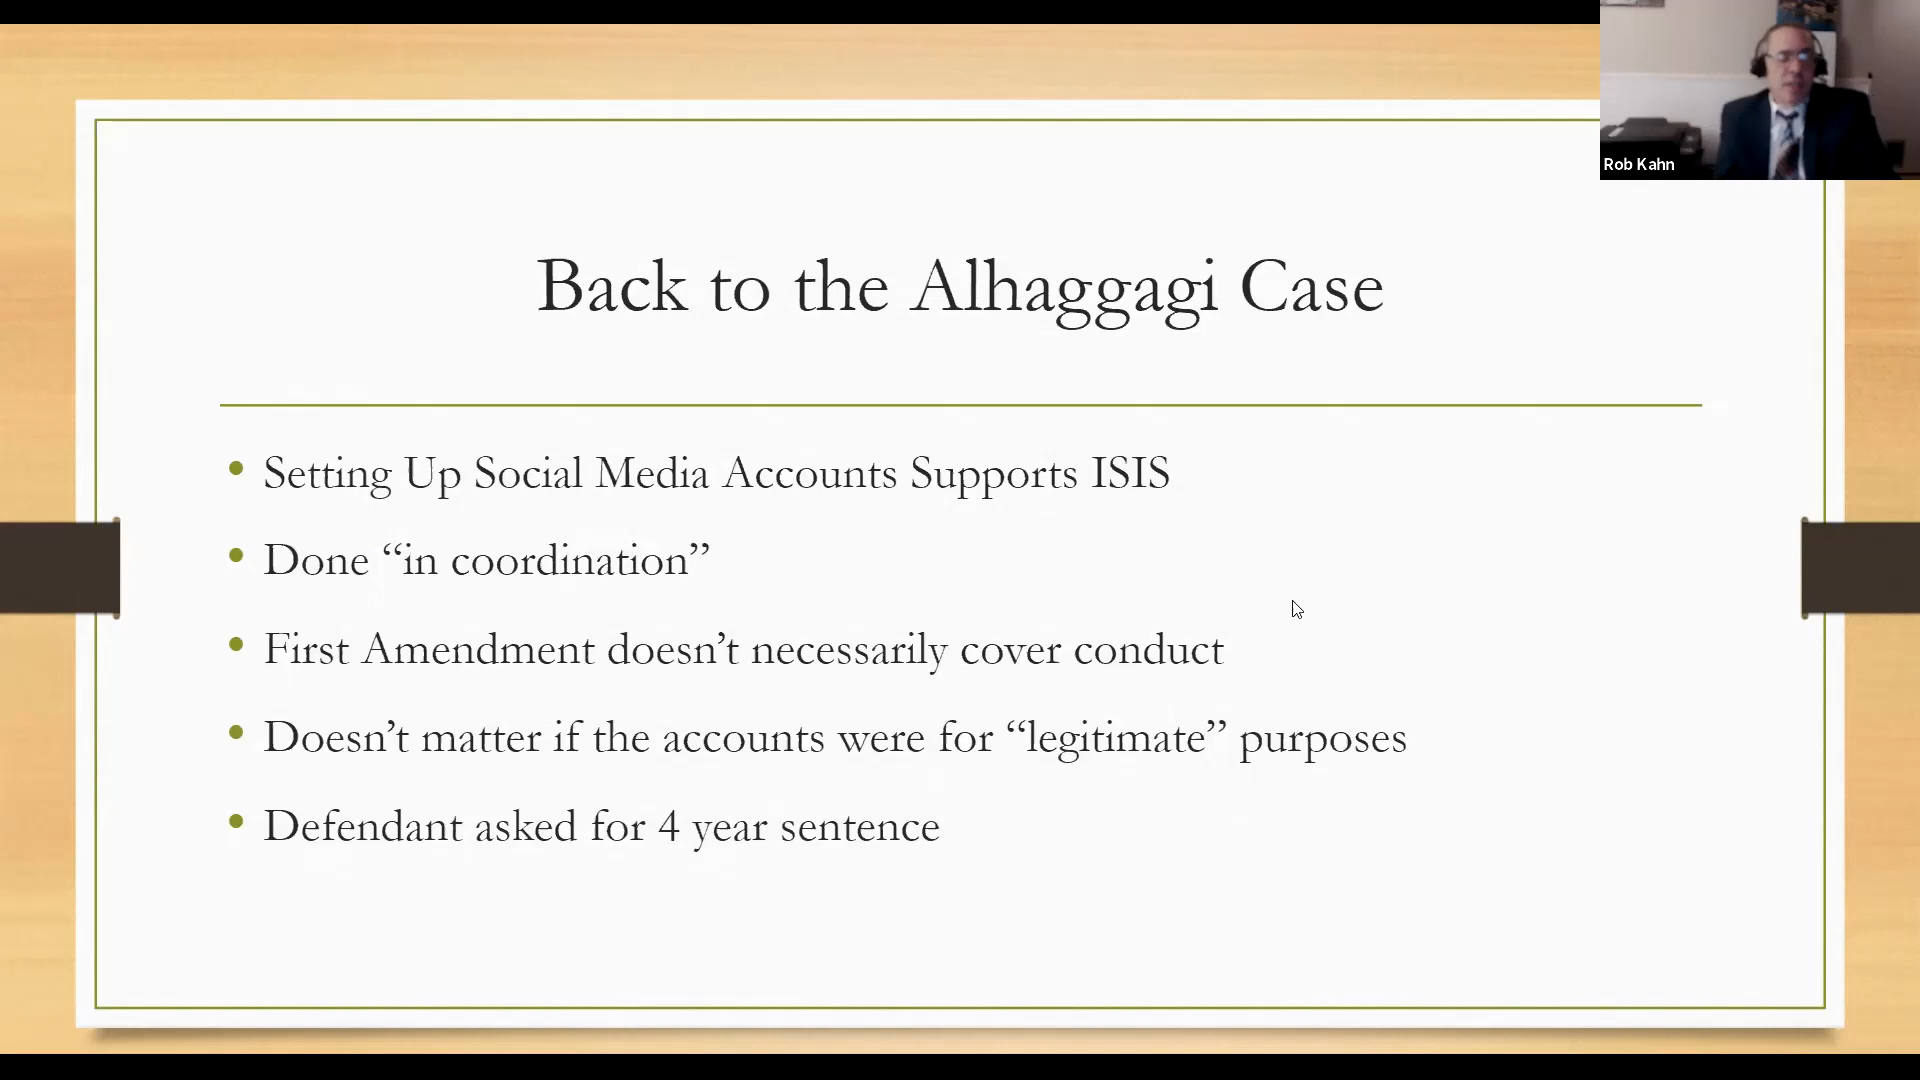 Rob Kahn
Back to the Alhaggagi Case
• Setting Up Social Media Accounts Supports ISIS
• Done “in coordination”
• First Amendment doesn’t necessarily cover conduct
• Doesn’t matter if the accounts were for “legitimate” purposes
• Defendant asked for 4 year sentence